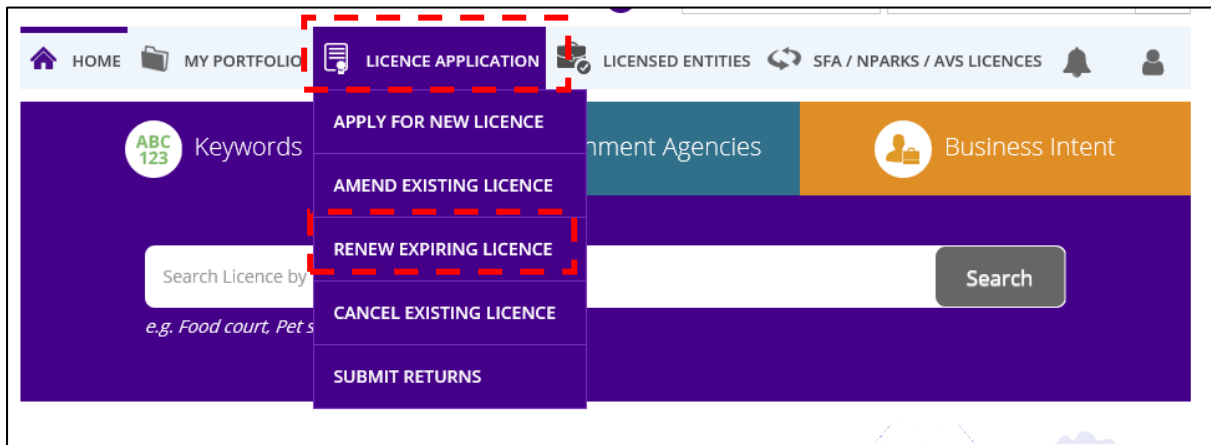 HOME MY PORTFOLIO LICENCE APPLICATION LICENSED ENTITIES SFA / NPARKS / AVS LICENCES
APPLY FOR NEW LICENCE
AMEND EXISTING LICENCE
RENEW EXPIRING LICENCE
CANCEL EXISTING LICENCE
SUBMIT RETURNS
ABC
123
Keywords
nment Agencies
Business Intent
Search Licence by
Search
e.g. Food court, Pet s